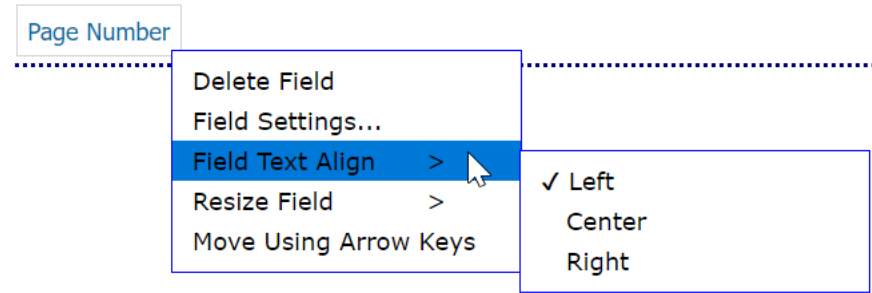 Page Number
Delete Field
Field Settings...
Field Text Align >
Resize Field >
Move Using Arrow Keys
✓ Left
Center
Right